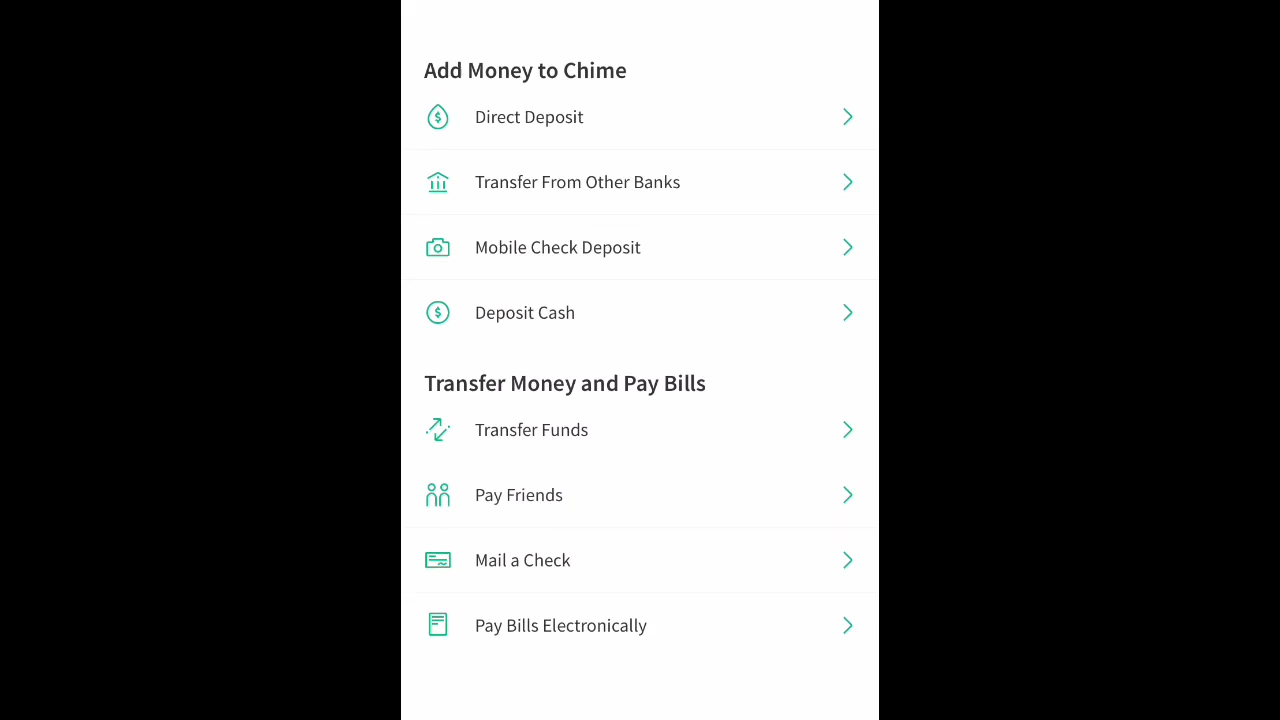 Add Money to Chime
Direct Deposit
Transfer From Other Banks
Mobile Check Deposit
Deposit Cash
Transfer Money and Pay Bills
Transfer Funds
Pay Friends
Mail a Check
Pay Bills Electronically